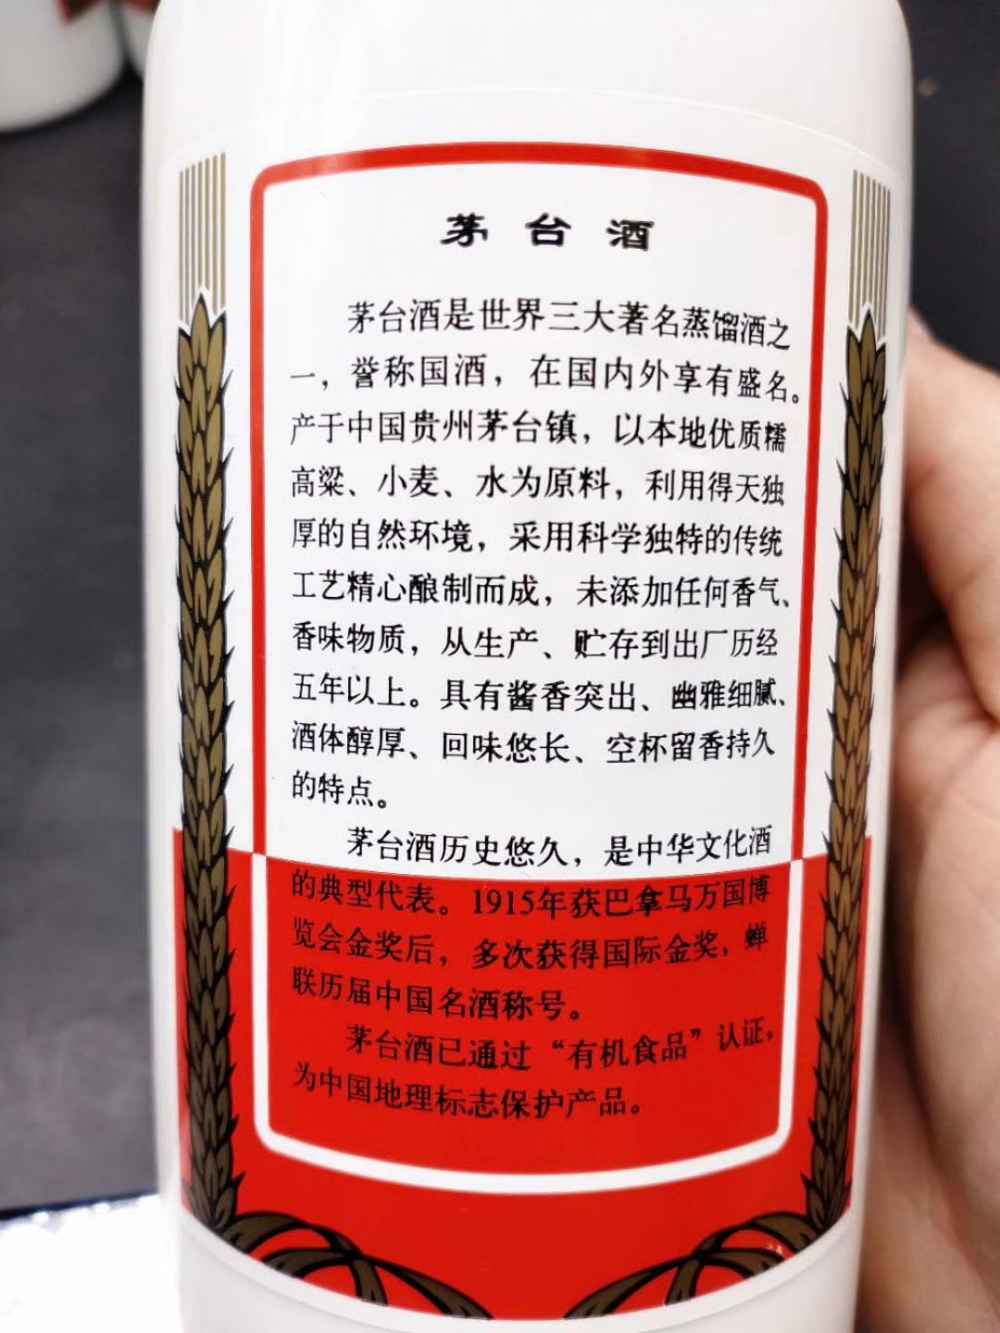 茅台酒
茅台酒是世界三大著名蒸馏酒之
一，誉称国酒，在国内外享有盛名。
产于中国贵州茅台镇，以本地优质糯
高粱、小麦、水为原料，利用得天独
厚的自然环境，采用科学独特的传统
工艺精心酿制而成，未添加任何香气、
香味物质，从生产、贮存到出厂历经
五年以上。具有酱香突出、幽雅细腻、
酒体醇厚、回味悠长、空杯留香持久
的特点。
茅台酒历史悠久，是中华文化酒
的典型代表。1915年获巴拿马万国博
览会金奖后，多次获得国际金奖，蝉
联历届中国名酒称号。
茅台酒已通过“有机食品”认证，
为中国地理标志保护产品。